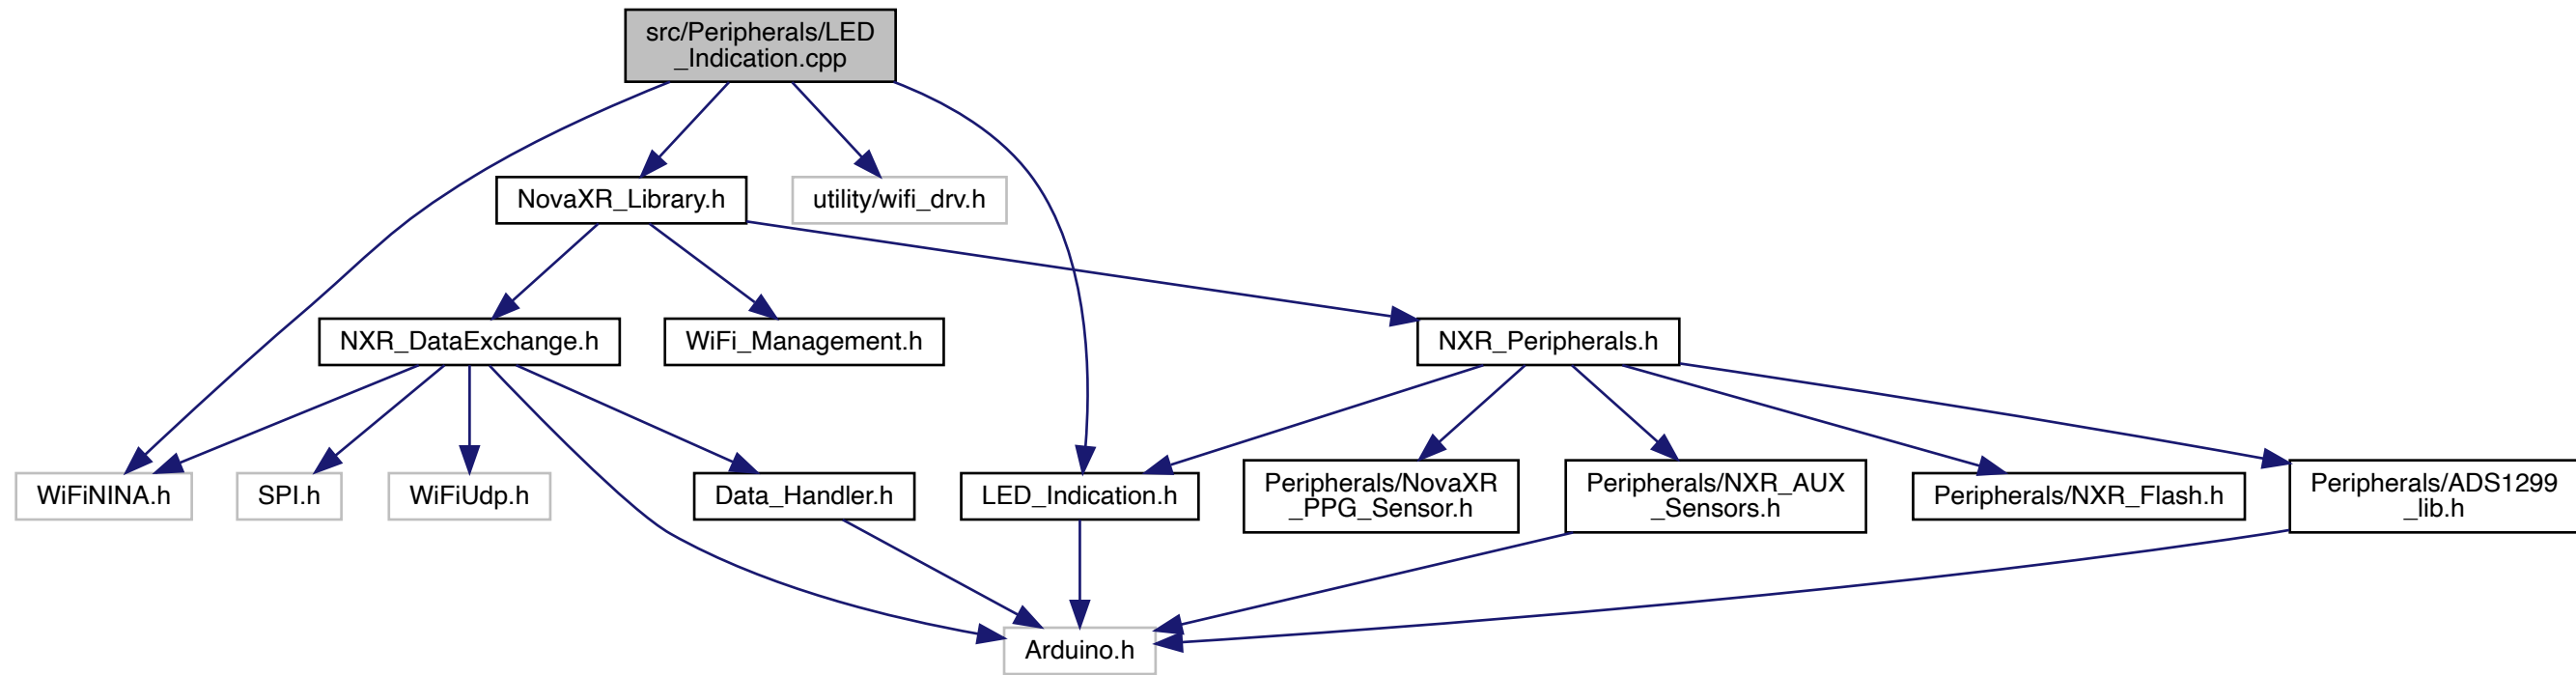 src/Peripherals/LED
_Indication.cpp
NovaXR_Library.h
utility/wifi_drv.h
NXR_DataExchange.h
WiFi_Management.h
NXR_Peripherals.h
WiFiNINA.h
SPI.h
WiFiUdp.h
Data_Handler.h
LED_Indication.h
Peripherals/NovaXR
_PPG_Sensor.h
Peripherals/NXR_AUX
_Sensors.h
Peripherals/NXR_Flash.h
Peripherals/ADS1299
_lib.h
Arduino.h